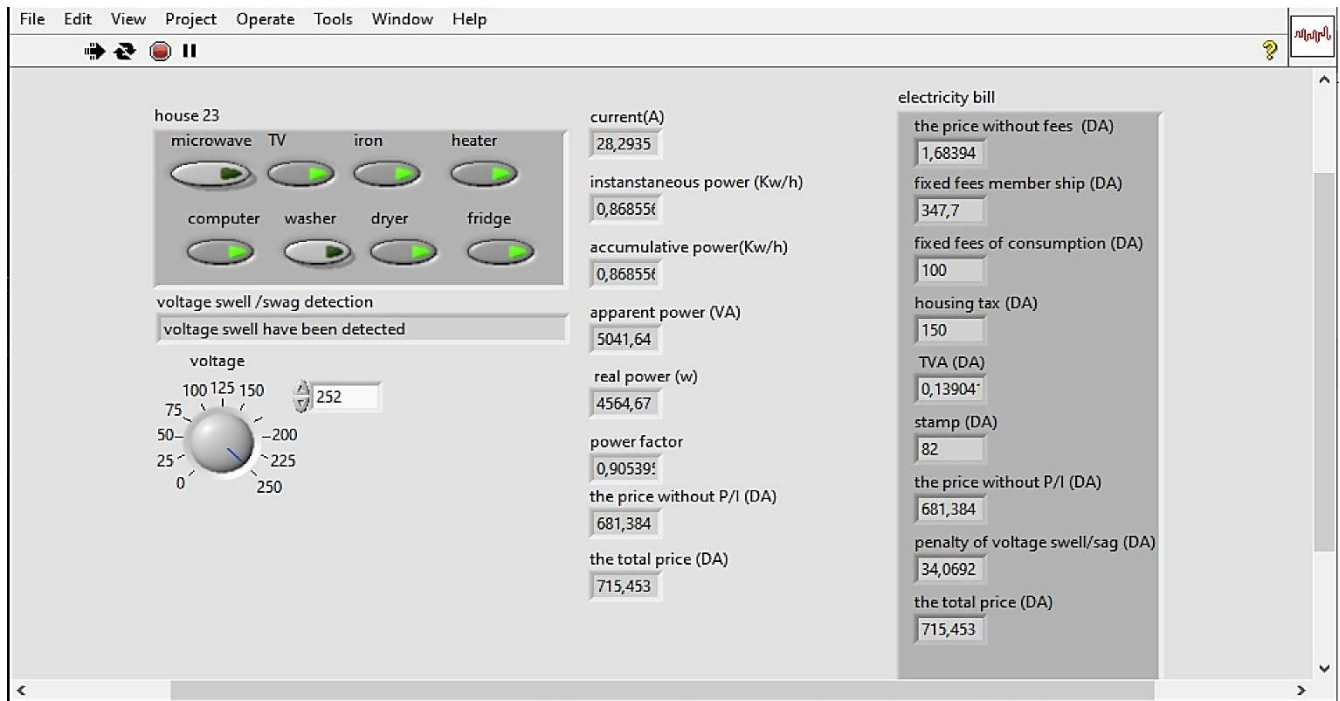 File Edit View Project Operate Tools Window Help
house 23
microwave TV iron heater
computer washer dryer fridge
voltage swell /swag detection
voltage swell have been detected
voltage
0 25 50 75 100 125 150 200 225 250
252
current(A)
28,2935
instanstaneous power (Kw/h)
0,868556
accumulative power(Kw/h)
0,868556
apparent power (VA)
5041,64
real power (w)
4564,67
power factor
0,905395
the price without P/I (DA)
681,384
the total price (DA)
715,453
electricity bill
the price without fees (DA)
1,68394
fixed fees member ship (DA)
347,7
fixed fees of consumption (DA)
100
housing tax (DA)
150
TVA (DA)
0,13904
stamp (DA)
82
the price without P/I (DA)
681,384
penalty of voltage swell/sag (DA)
34,0692
the total price (DA)
715,453